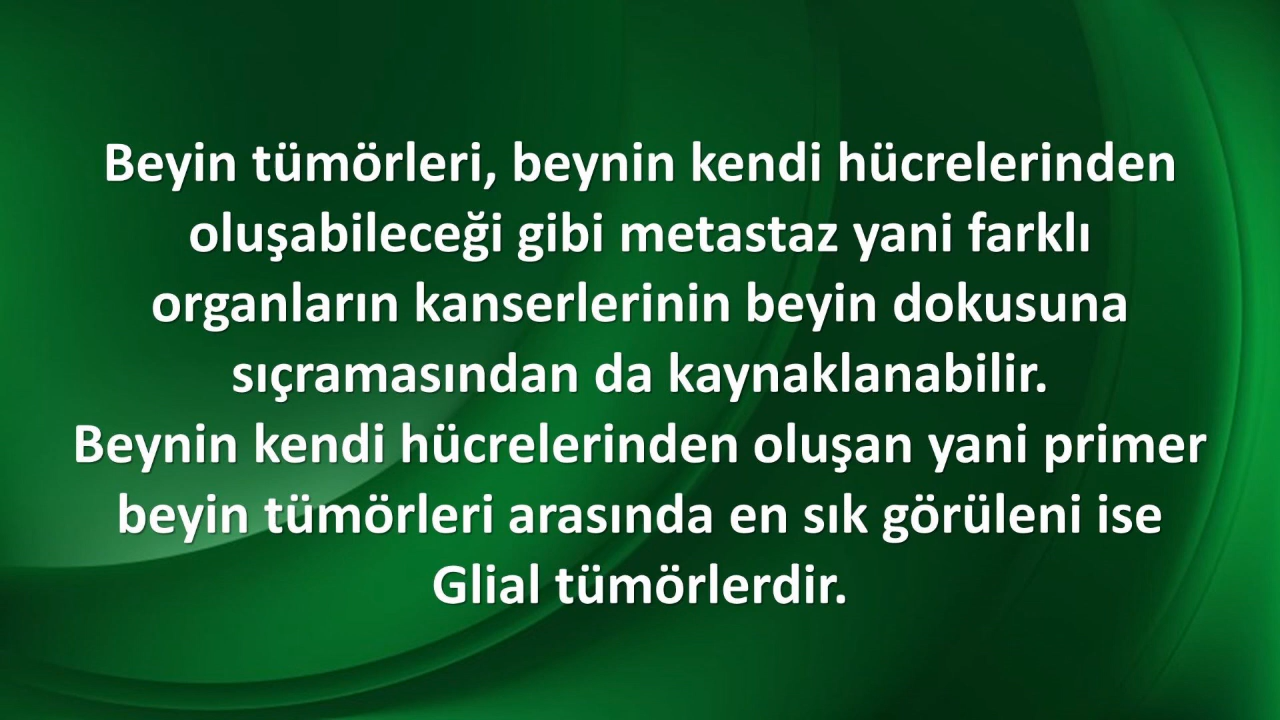 Beyin tümörleri, beynin kendi hücrelerinden
oluşabileceği gibi metastaz yani farklı
organların kanserlerinin beyin dokusuna
sıçramasından da kaynaklanabilir.
Beynin kendi hücrelerinden oluşan yani primer
beyin tümörleri arasında en sık görüleni ise
Glial tümörlerdir.